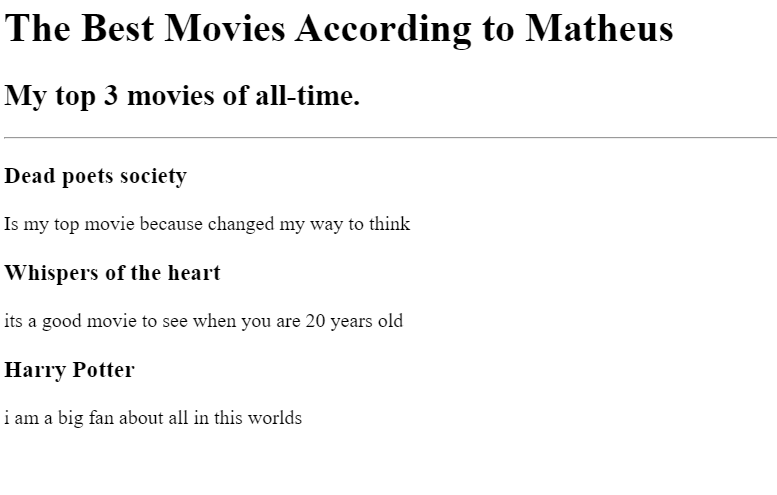 The Best Movies According to Matheus
My top 3 movies of all-time.
Dead poets society
Is my top movie because changed my way to think
Whispers of the heart
its a good movie to see when you are 20 years old
Harry Potter
i am a big fan about all in this worlds